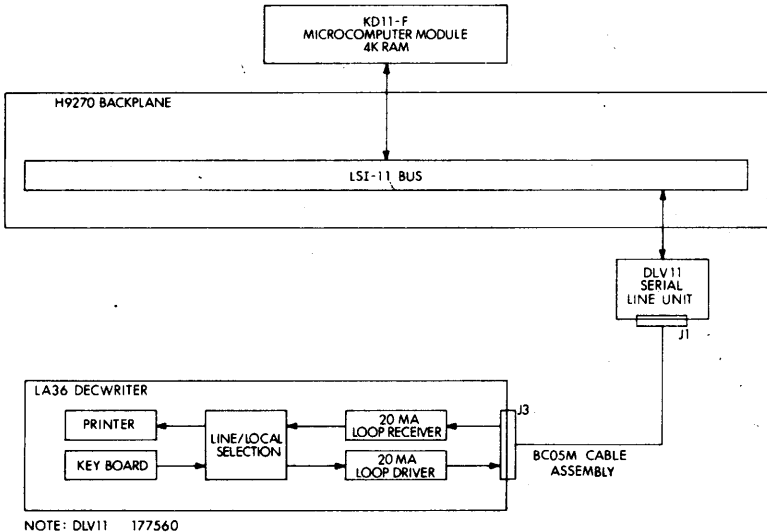 KD11-F
MICROCOMPUTER MODULE
4K RAM
H9270 BACKPLANE
LSI-11 BUS
DLV11
SERIAL
LINE UNIT
J1
LA36 DECWRITER
PRINTER
KEY BOARD
LINE/LOCAL
SELECTION
20 MA
LOOP RECEIVER
20 MA
LOOP DRIVER
J3
BC05M CABLE
ASSEMBLY
NOTE: DLV11 177560